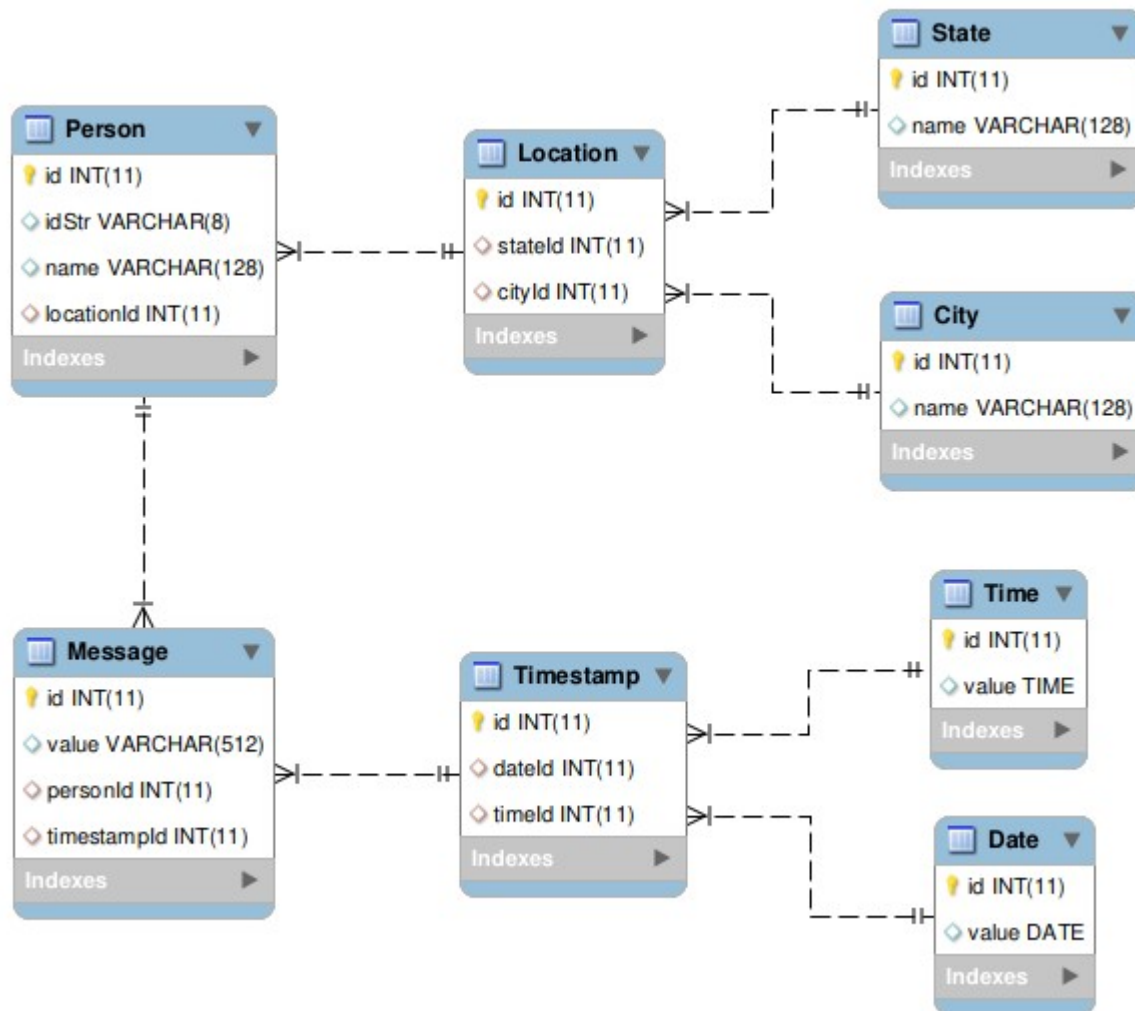 State
id INT(11)
name VARCHAR(128)
Indexes
Person
id INT(11)
idStr VARCHAR(8)
name VARCHAR(128)
locationId INT(11)
Indexes
Location
id INT(11)
stateId INT(11)
cityId INT(11)
Indexes
City
id INT(11)
name VARCHAR(128)
Indexes
Message
id INT(11)
value VARCHAR(512)
personId INT(11)
timestampId INT(11)
Indexes
Timestamp
id INT(11)
dateId INT(11)
timeId INT(11)
Indexes
Time
id INT(11)
value TIME
Indexes
Date
id INT(11)
value DATE
Indexes